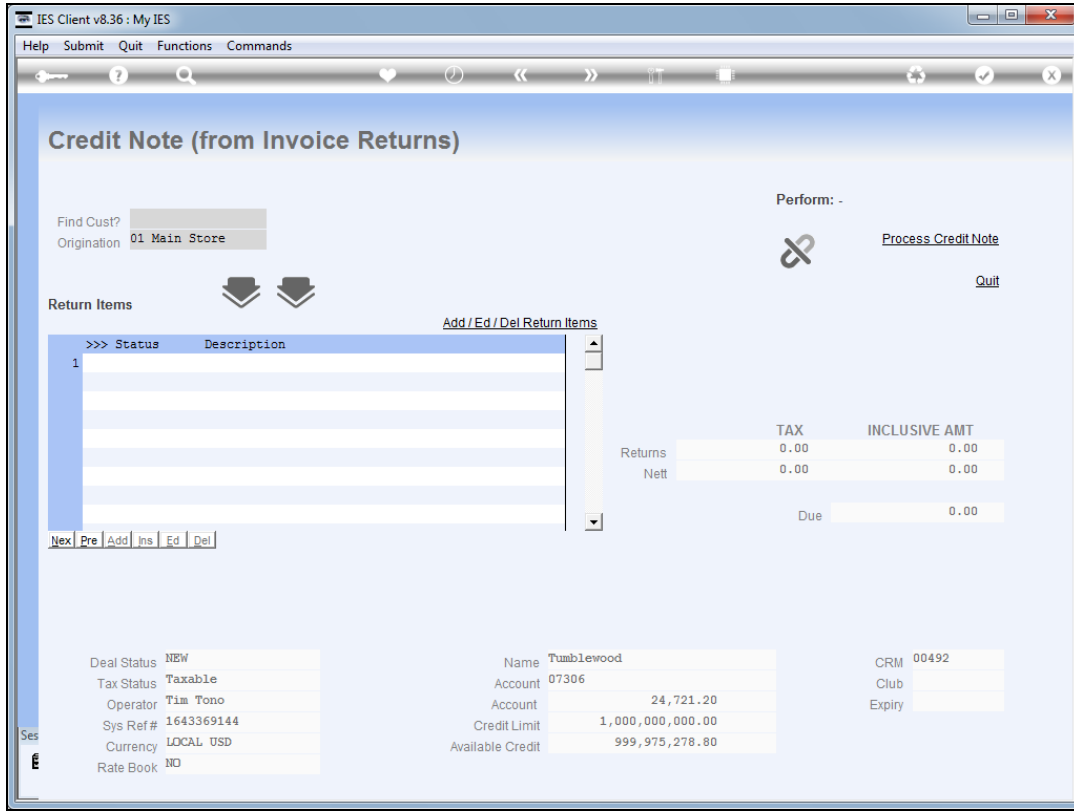 IES Client v8.36 : My IES
Help Submit Quit Functions Commands
Credit Note (from Invoice Returns)
Perform: -
Find Cust?
Origination 01 Main Store
Process Credit Note
Quit
Return Items
Add / Ed / Del Return Items
>>> Status Description
1
TAX INCLUSIVE AMT
Returns 0.00 0.00
Nett 0.00 0.00
Due 0.00
Nex Pre Add Ins Ed Del
Deal Status NEW
Tax Status Taxable
Operator Tim Tono
Sys Ref # 1643369144
Currency LOCAL USD
Rate Book NO
Name Tumblewood
Account 07306
Account 24,721.20
Credit Limit 1,000,000,000.00
Available Credit 999,975,278.80
CRM 00492
Club
Expiry
Ses